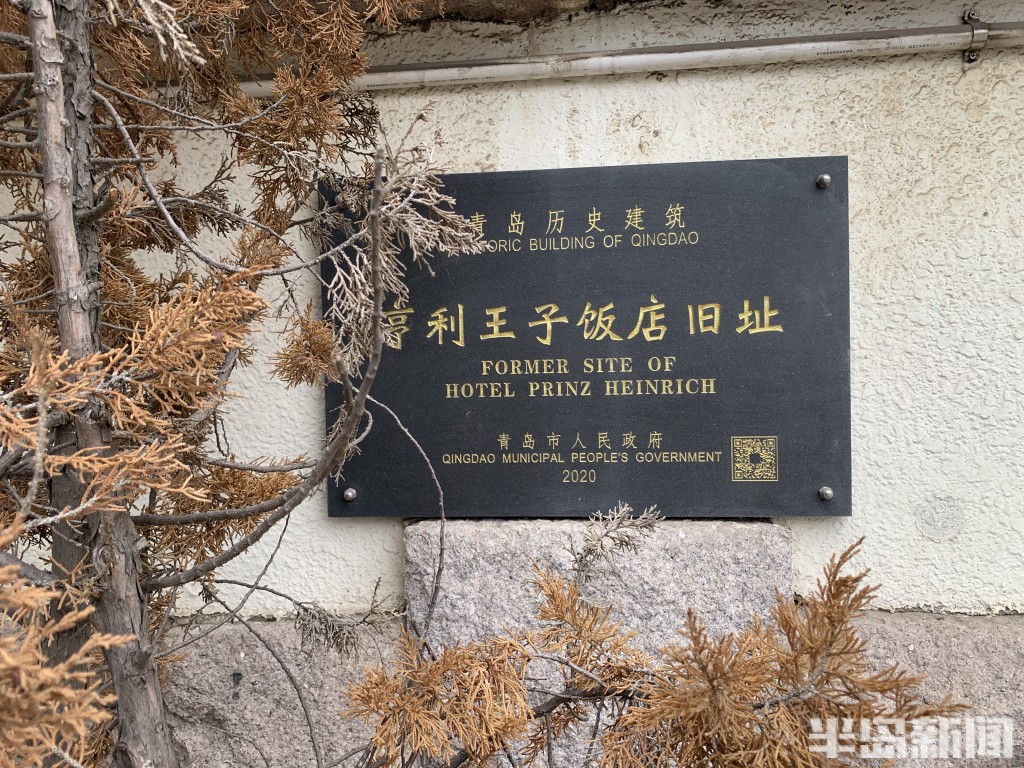 青岛历史建筑
HISTORIC BUILDING OF QINGDAO
亨利王子饭店旧址
FORMER SITE OF
HOTEL PRINZ HEINRICH
青岛市人民政府
QINGDAO MUNICIPAL PEOPLE'S GOVERNMENT
2020
半岛新闻